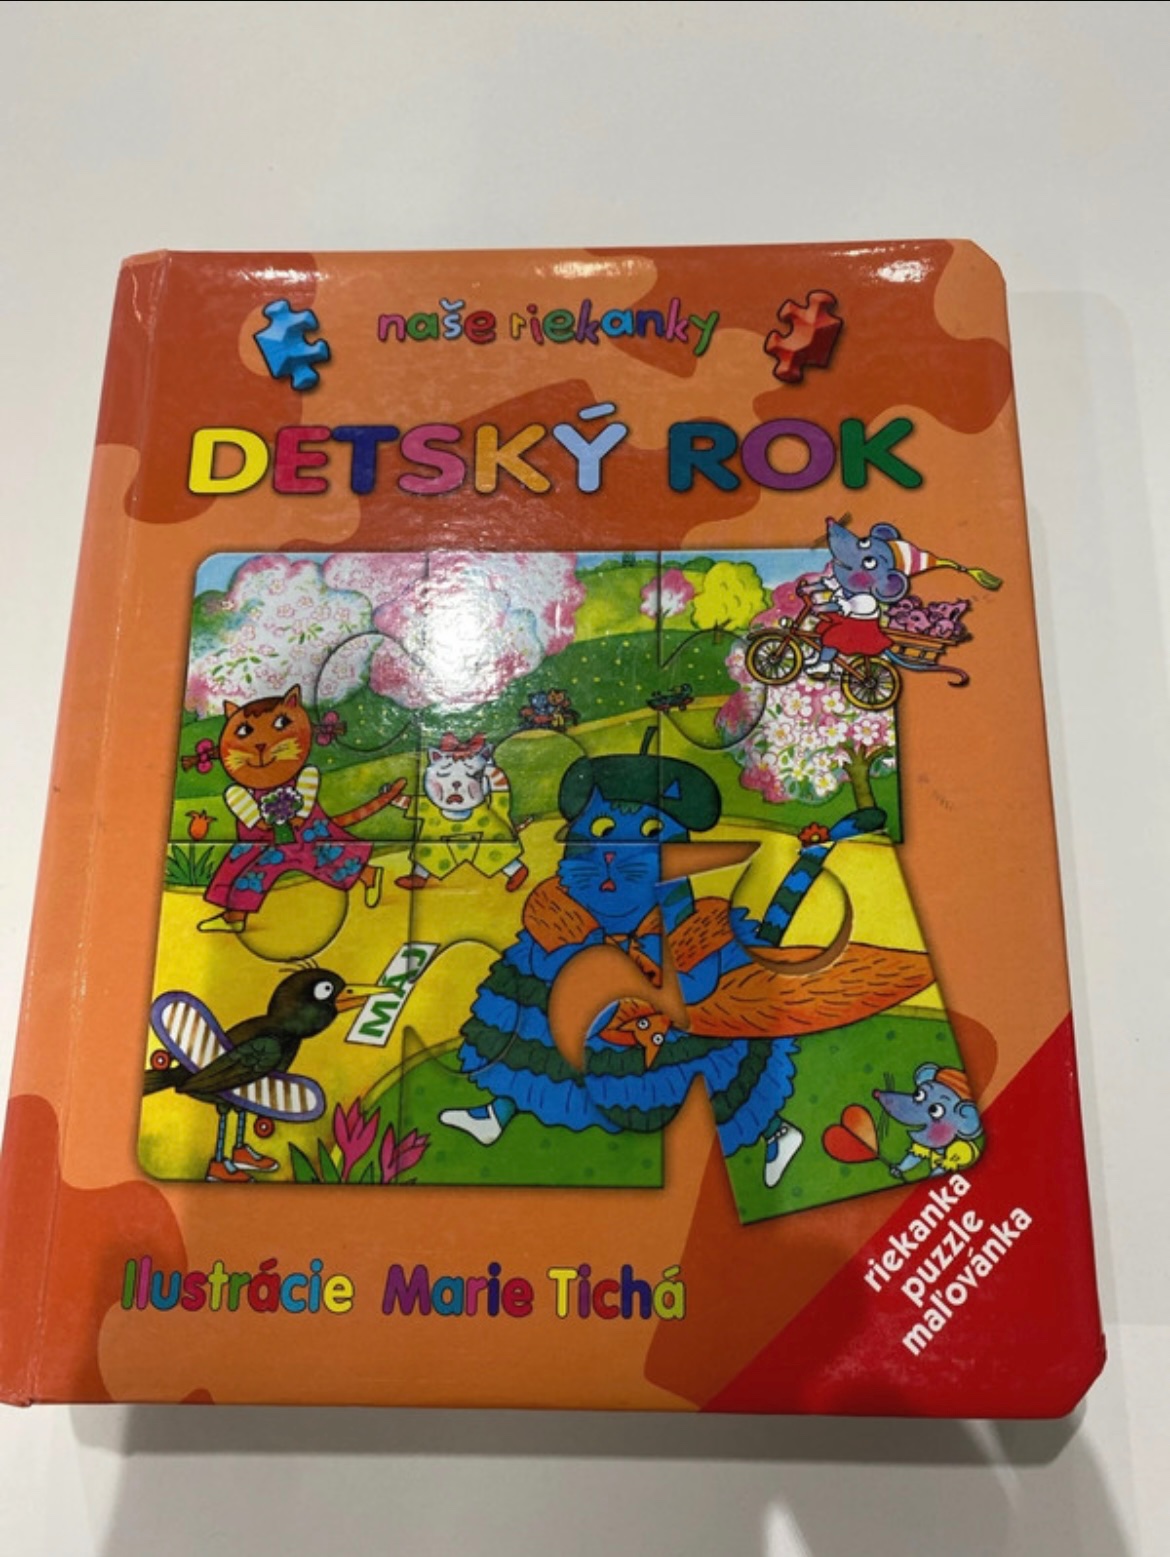 naše riekanky
DETSKÝ ROK
MÁJ
Ilustrácie Marie Tichá
riekanka
puzzle
maľovánka